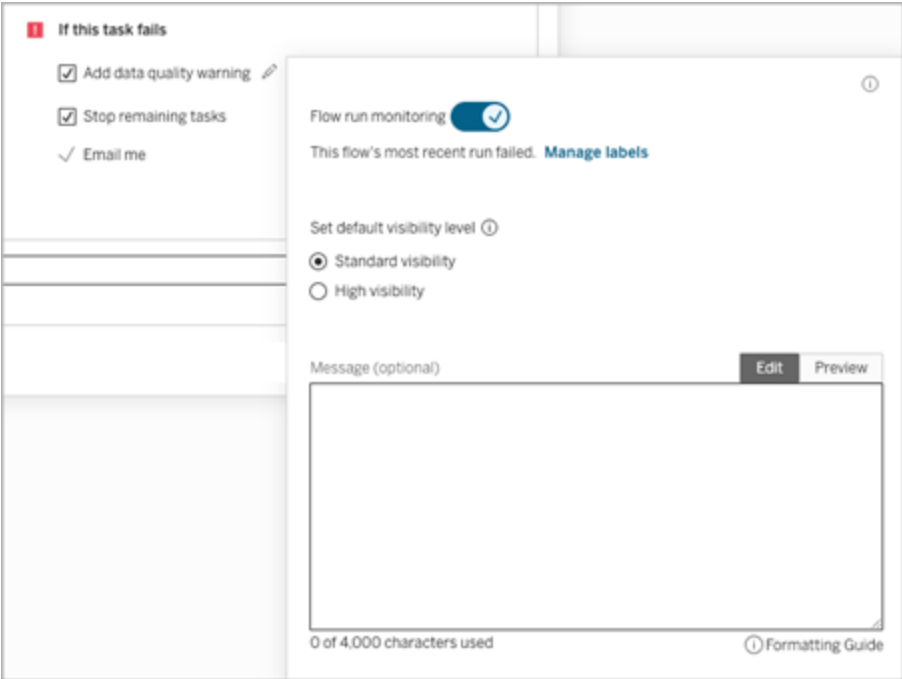 If this task fails
Add data quality warning
Stop remaining tasks
Email me
Flow run monitoring
This flow's most recent run failed. Manage labels
Set default visibility level
Standard visibility
High visibility
Message (optional)
Edit Preview
0 of 4,000 characters used
Formatting Guide